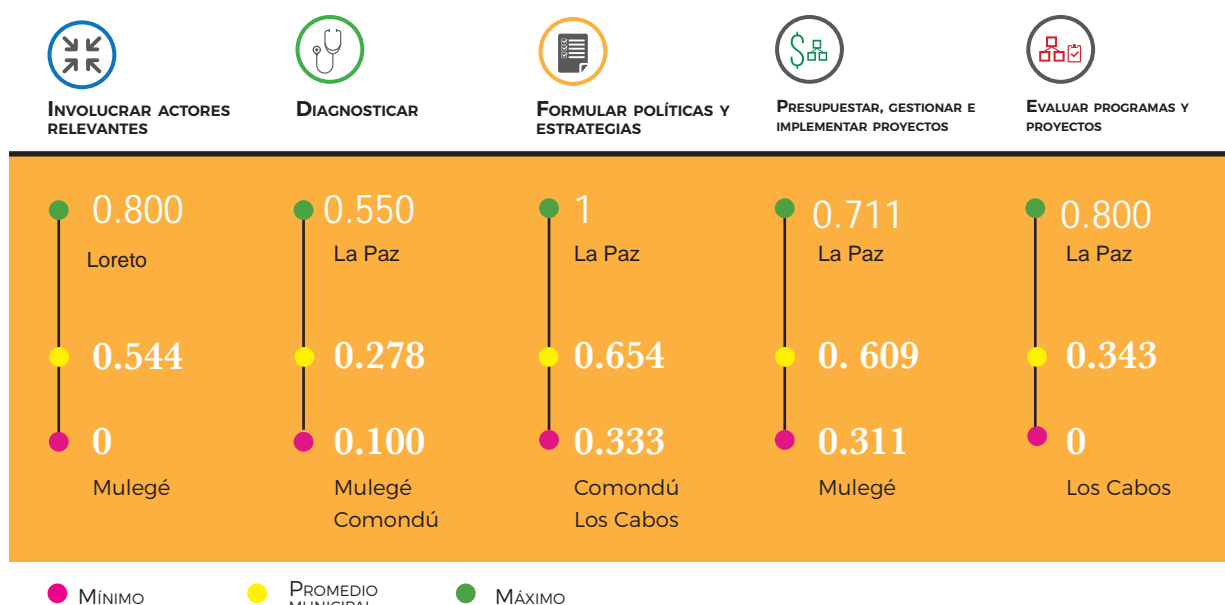 INVOLUCRAR ACTORES
RELEVANTES
DIAGNOSTICAR
FORMULAR POLÍTICAS Y
ESTRATEGIAS
PRESUPUESTAR, GESTIONAR E
IMPLEMENTAR PROYECTOS
EVALUAR PROGRAMAS Y
PROYECTOS
0.800
Loreto
0.544
0
Mulegé
0.550
La Paz
0.278
0.100
Mulegé
Comondú
1
La Paz
0.654
0.333
Comondú
Los Cabos
0.711
La Paz
0. 609
0.311
Mulegé
0.800
La Paz
0.343
0
Los Cabos
MÍNIMO
PROMEDIO
MUNICIPAL
MÁXIMO